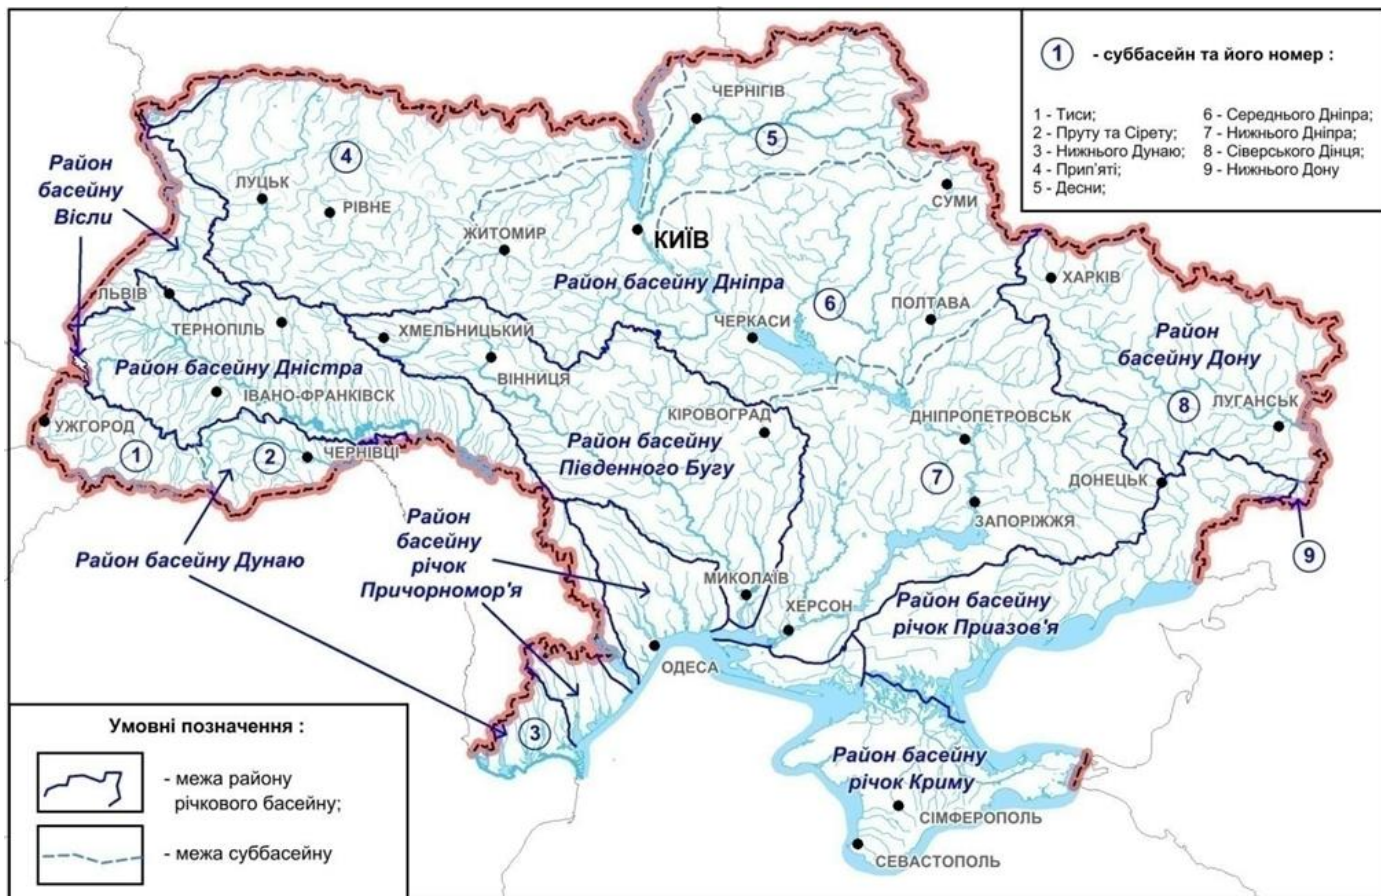 1 - суббасейн та його номер :
1 - Тиси;
2 - Пруту та Сірету;
3 - Нижнього Дунаю;
4 - Прип'яті;
5 - Десни;
6 - Середнього Дніпра;
7 - Нижнього Дніпра;
8 - Сіверського Дінця;
9 - Нижнього Дону
ЧЕРНІГІВ
5
4
Район
басейну
Вісли
ЛУЦЬК
РІВНЕ
СУМИ
ЖИТОМИР
КИЇВ
Район басейну Дніпра
ХАРКІВ
ЛЬВІВ
6
ПОЛТАВА
ТЕРНОПІЛЬ
ХМЕЛЬНИЦЬКИЙ
ЧЕРКАСИ
Район
басейну Дону
Район басейну Дністра
ВІННИЦЯ
ІВАНО-ФРАНКІВСК
КІРОВОГРАД
ДНІПРОПЕТРОВСЬК
8
ЛУГАНСЬК
УЖГОРОД
1
2
ЧЕРНІВЦІ
Район басейну
Південного Бугу
7
ДОНЕЦЬК
ЗАПОРІЖЖЯ
Район басейну Дунаю
Район
басейну
річок
Причорномор'я
9
МИКОЛАЇВ
ХЕРСОН
Район басейну
річок Приазов'я
ОДЕСА
3
Район басейну
річок Криму
СІМФЕРОПОЛЬ
СЕВАСТОПОЛЬ
Умовні позначення :
- межа району
річкового басейну;
- межа суббасейну